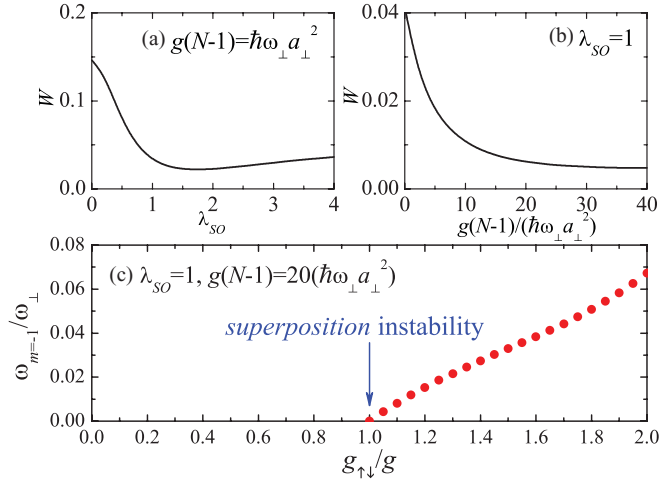 (a) g(N-1)=ħω⊥a⊥²
W
0.2
0.1
0.0
0 1 2 3 4
λSO
(b) λSO=1
W
0.04
0.02
0.00
0 10 20 30 40
g(N-1)/(ħω⊥a⊥²)
(c) λSO=1, g(N-1)=20(ħω⊥a⊥²)
superposition instability
ωm=-1/ω⊥
0.08
0.06
0.04
0.02
0.00
0.0 0.2 0.4 0.6 0.8 1.0 1.2 1.4 1.6 1.8 2.0
g↑↓/g